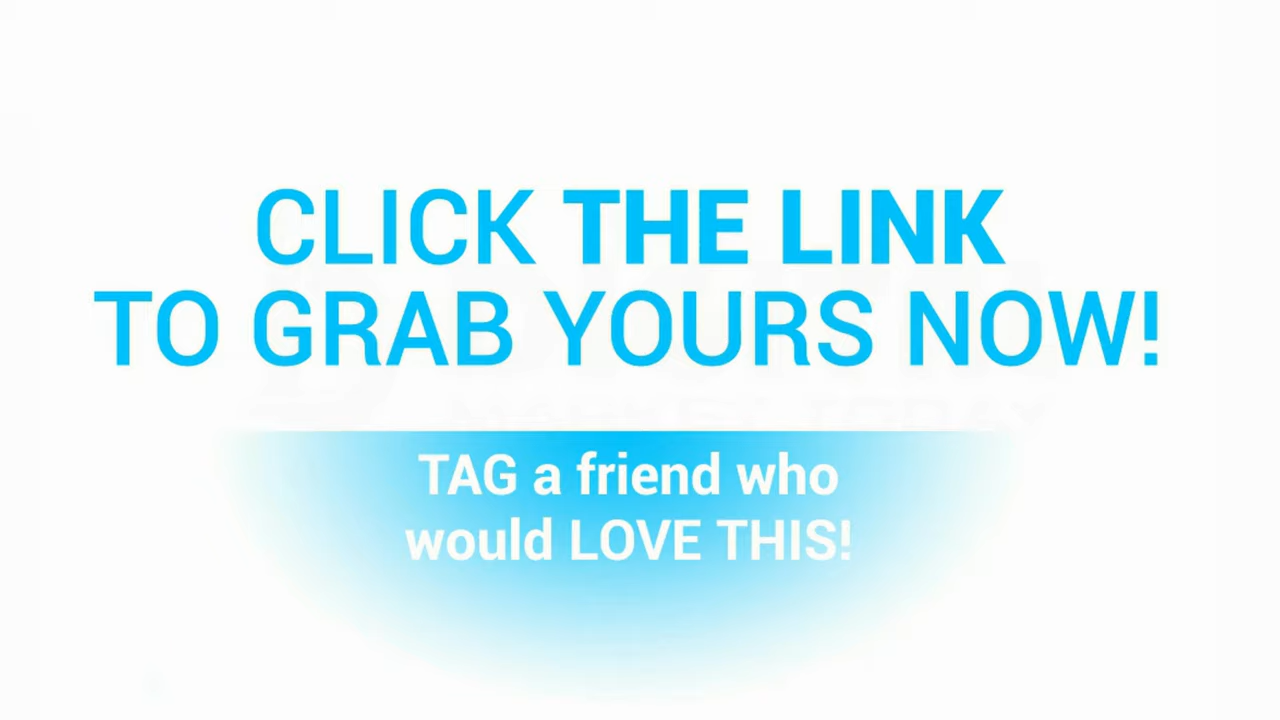 CLICK THE LINK
TO GRAB YOURS NOW!
TAG a friend who
would LOVE THIS!